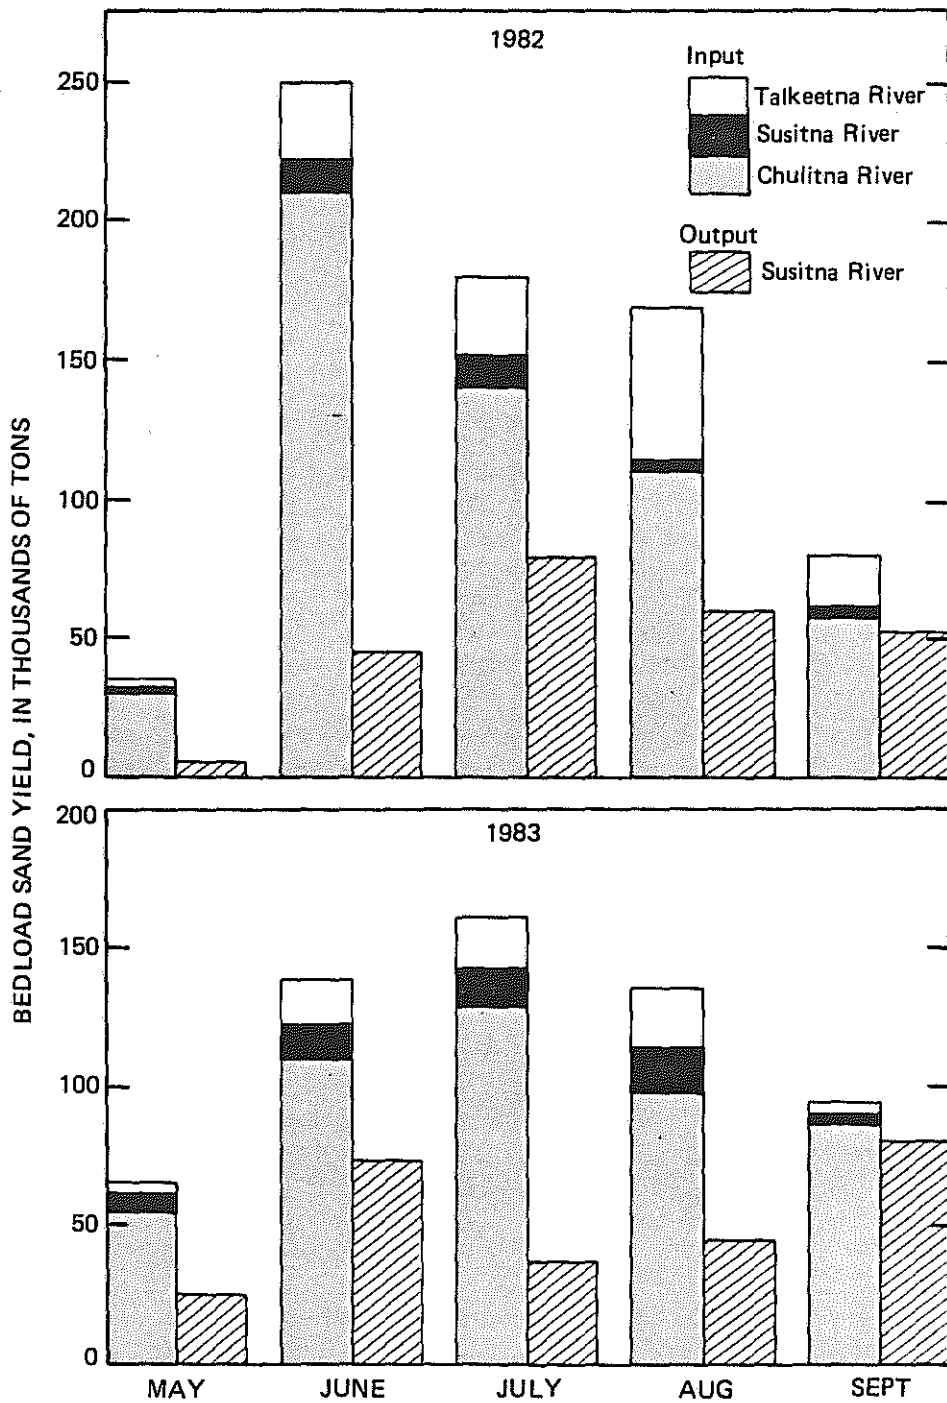 1982
Input
Talkeetna River
Susitna River
Chulitna River
Output
Susitna River
250
200
150
100
50
0
BEDLOAD SAND YIELD, IN THOUSANDS OF TONS
1983
200
150
100
50
0
MAY JUNE JULY AUG SEPT